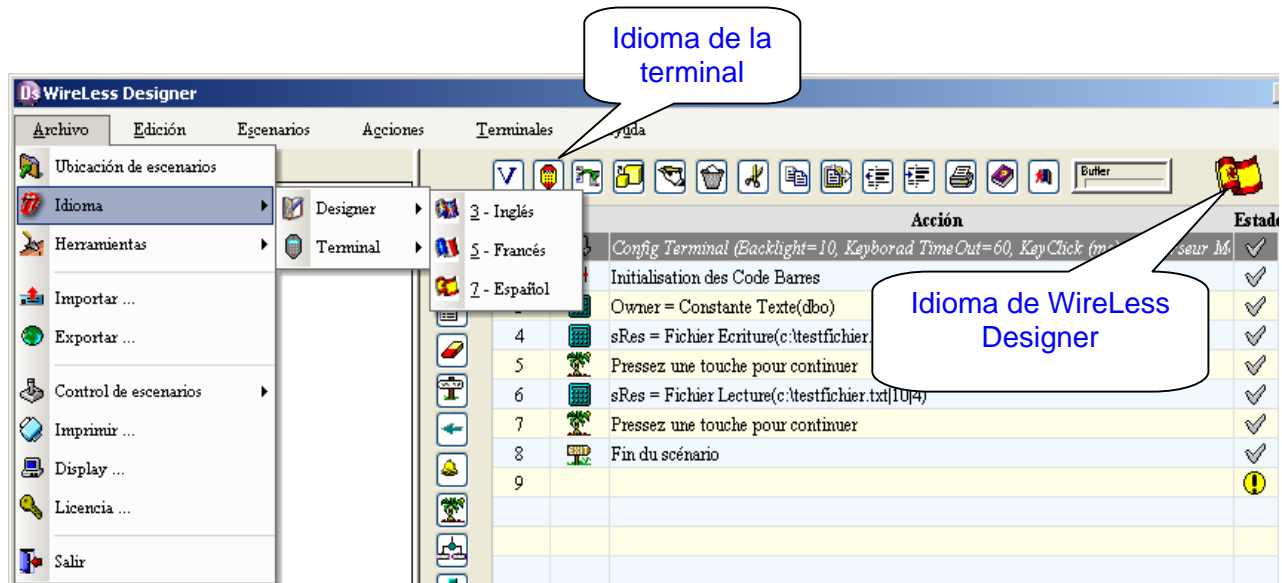 Idioma de la
terminal
Ds WireLess Designer
Archivo Edición Escenarios Acciones Terminales
V Buffer
Ubicación de escenarios
Idioma
Herramientas
Importar ...
Exportar ...
Control de escenarios
Imprimir ...
Display ...
Licencia ...
Salir
Designer
Terminal
3 - Inglés
5 - Francés
7 - Español
Acción Estado
Config Terminal (Backlight=10, Keyborad TimeOut=60, KeyClick
Initialisation des Code Barres
Owner = Constante Texte(dbo)
4 sRes = Fichier Ecriture(c:\testfichier.
5 Pressez une touche pour continuer
6 sRes = Fichier Lecture(c:\testfichier.txt|10|4)
7 Pressez une touche pour continuer
8 Fin du scénario
9
Idioma de WireLess
Designer